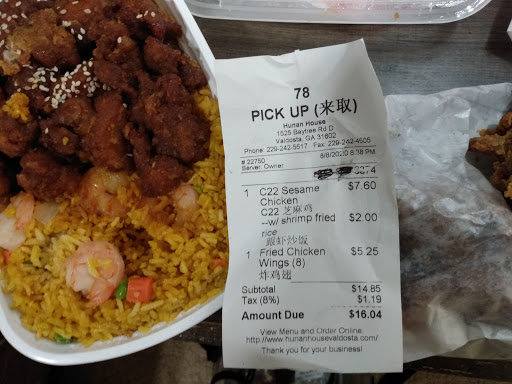 78
PICK UP (来取)
Hunan House
1525 Baytree Rd D
Valdosta, GA 31602
Phone: 229-242-5517 Fax: 229-242-4505
# 22750 8/9/2020 8:38 PM
Server: Owner
3274
1 C22 Sesame Chicken $7.60
C22 芝麻鸡
--w/ shrimp fried rice $2.00
跟虾炒饭
1 Fried Chicken Wings (8) $5.25
炸鸡翅
Subtotal $14.85
Tax (8%) $1.19
Amount Due $16.04
View Menu and Order Online
http://www.hunanhousevaldosta.com/
Thank you for your business!